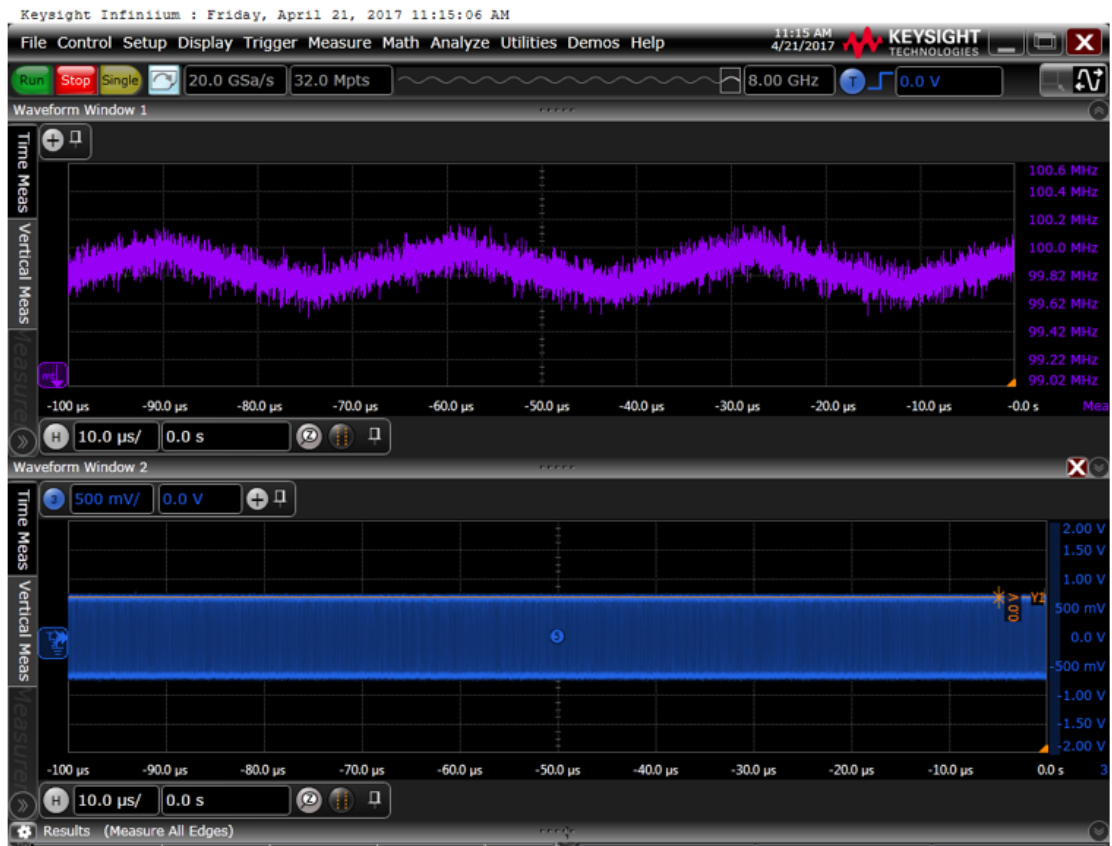 Keysight Infiniium : Friday, April 21, 2017 11:15:06 AM
File Control Setup Display Trigger Measure Math Analyze Utilities Demos Help
11:15 AM
4/21/2017
KEYSIGHT
TECHNOLOGIES
Run Stop Single 20.0 GSa/s 32.0 Mpts 8.00 GHz T 0.0 V
Waveform Window 1
Time Meas
Vertical Meas
Measure
100.6 MHz
100.4 MHz
100.2 MHz
100.0 MHz
99.82 MHz
99.62 MHz
99.42 MHz
99.22 MHz
99.02 MHz
-100 µs -90.0 µs -80.0 µs -70.0 µs -60.0 µs -50.0 µs -40.0 µs -30.0 µs -20.0 µs -10.0 µs -0.0 s Mea
H 10.0 µs/ 0.0 s Z
Waveform Window 2
3 500 mV/ 0.0 V
Time Meas
Vertical Meas
Measure
2.00 V
1.50 V
1.00 V
500 mV
0.0 V
-500 mV
-1.00 V
-1.50 V
-2.00 V
0.0 V
Y1
3
-100 µs -90.0 µs -80.0 µs -70.0 µs -60.0 µs -50.0 µs -40.0 µs -30.0 µs -20.0 µs -10.0 µs 0.0 s 3
H 10.0 µs/ 0.0 s Z
Results (Measure All Edges)